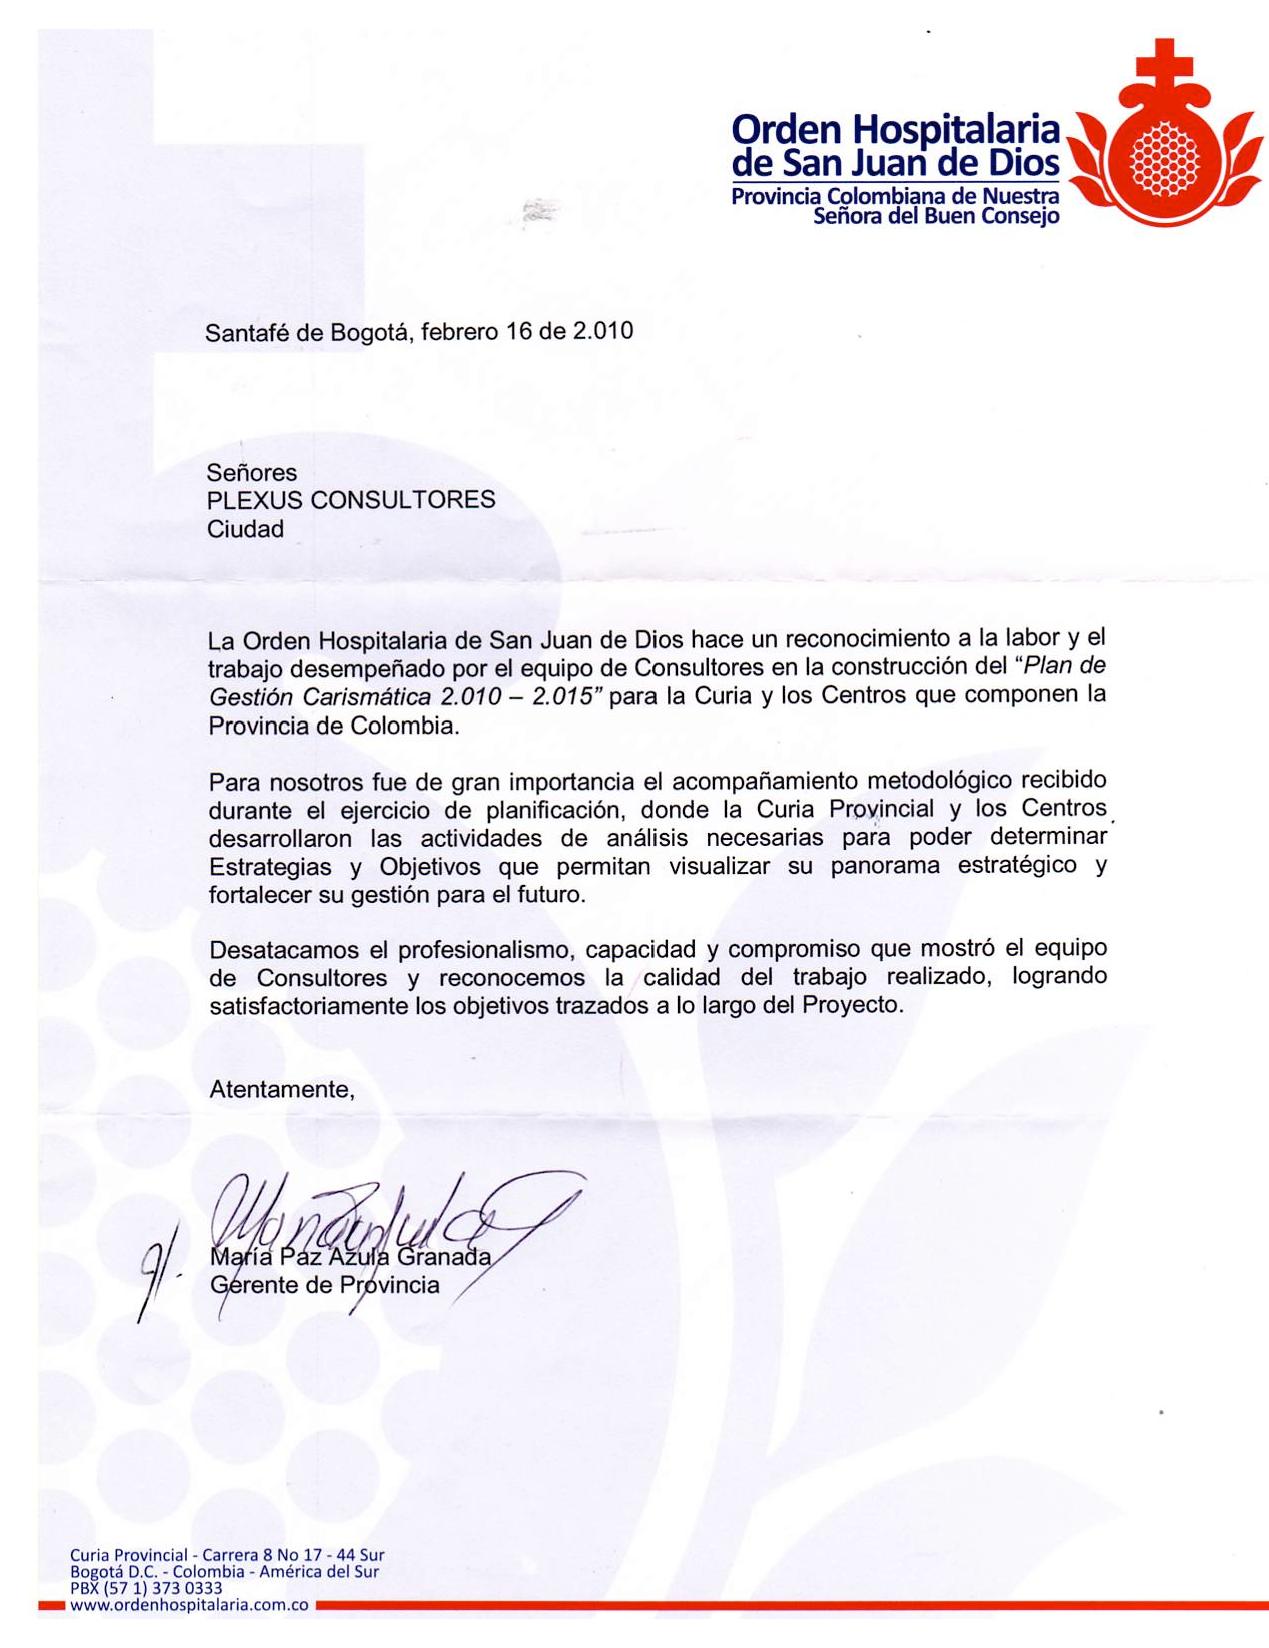 Orden Hospitalaria
de San Juan de Dios
Provincia Colombiana de Nuestra
Señora del Buen Consejo
Santafé de Bogotá, febrero 16 de 2.010
Señores
PLEXUS CONSULTORES
Ciudad
La Orden Hospitalaria de San Juan de Dios hace un reconocimiento a la labor y el
trabajo desempeñado por el equipo de Consultores en la construcción del “Plan de
Gestión Carismática 2.010 – 2.015” para la Curia y los Centros que componen la
Provincia de Colombia.
Para nosotros fue de gran importancia el acompañamiento metodológico recibido
durante el ejercicio de planificación, donde la Curia Provincial y los Centros
desarrollaron las actividades de análisis necesarias para poder determinar
Estrategias y Objetivos que permitan visualizar su panorama estratégico y
fortalecer su gestión para el futuro.
Desatacamos el profesionalismo, capacidad y compromiso que mostró el equipo
de Consultores y reconocemos la calidad del trabajo realizado, logrando
satisfactoriamente los objetivos trazados a lo largo del Proyecto.
Atentamente,
María Paz Azula Granada
Gerente de Provincia
Curia Provincial - Carrera 8 No 17 - 44 Sur
Bogotá D.C. - Colombia - América del Sur
PBX (57 1) 373 0333
www.ordenhospitalaria.com.co